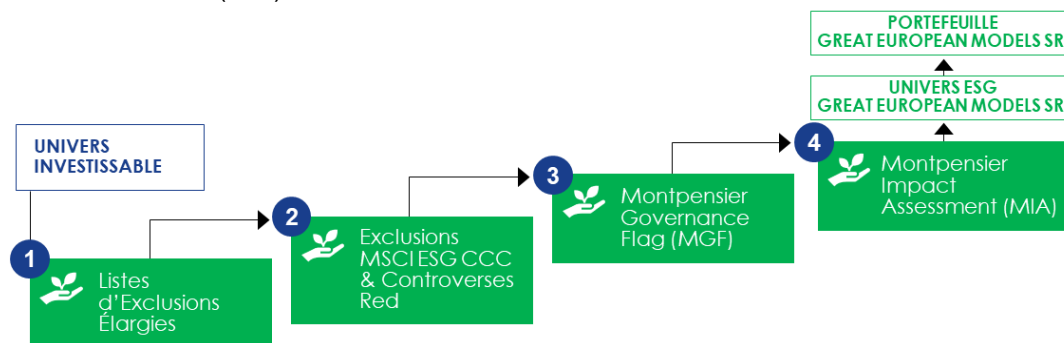 PORTEFEUILLE
GREAT EUROPEAN MODELS SR
UNIVERS ESG
GREAT EUROPEAN MODELS SR
UNIVERS
INVESTISSABLE
1
Listes
d'Exclusions
Élargies
2
Exclusions
MSCI ESG CCC
& Controverses
Red
3
Montpensier
Governance
Flag (MGF)
4
Montpensier
Impact
Assessment (MIA)